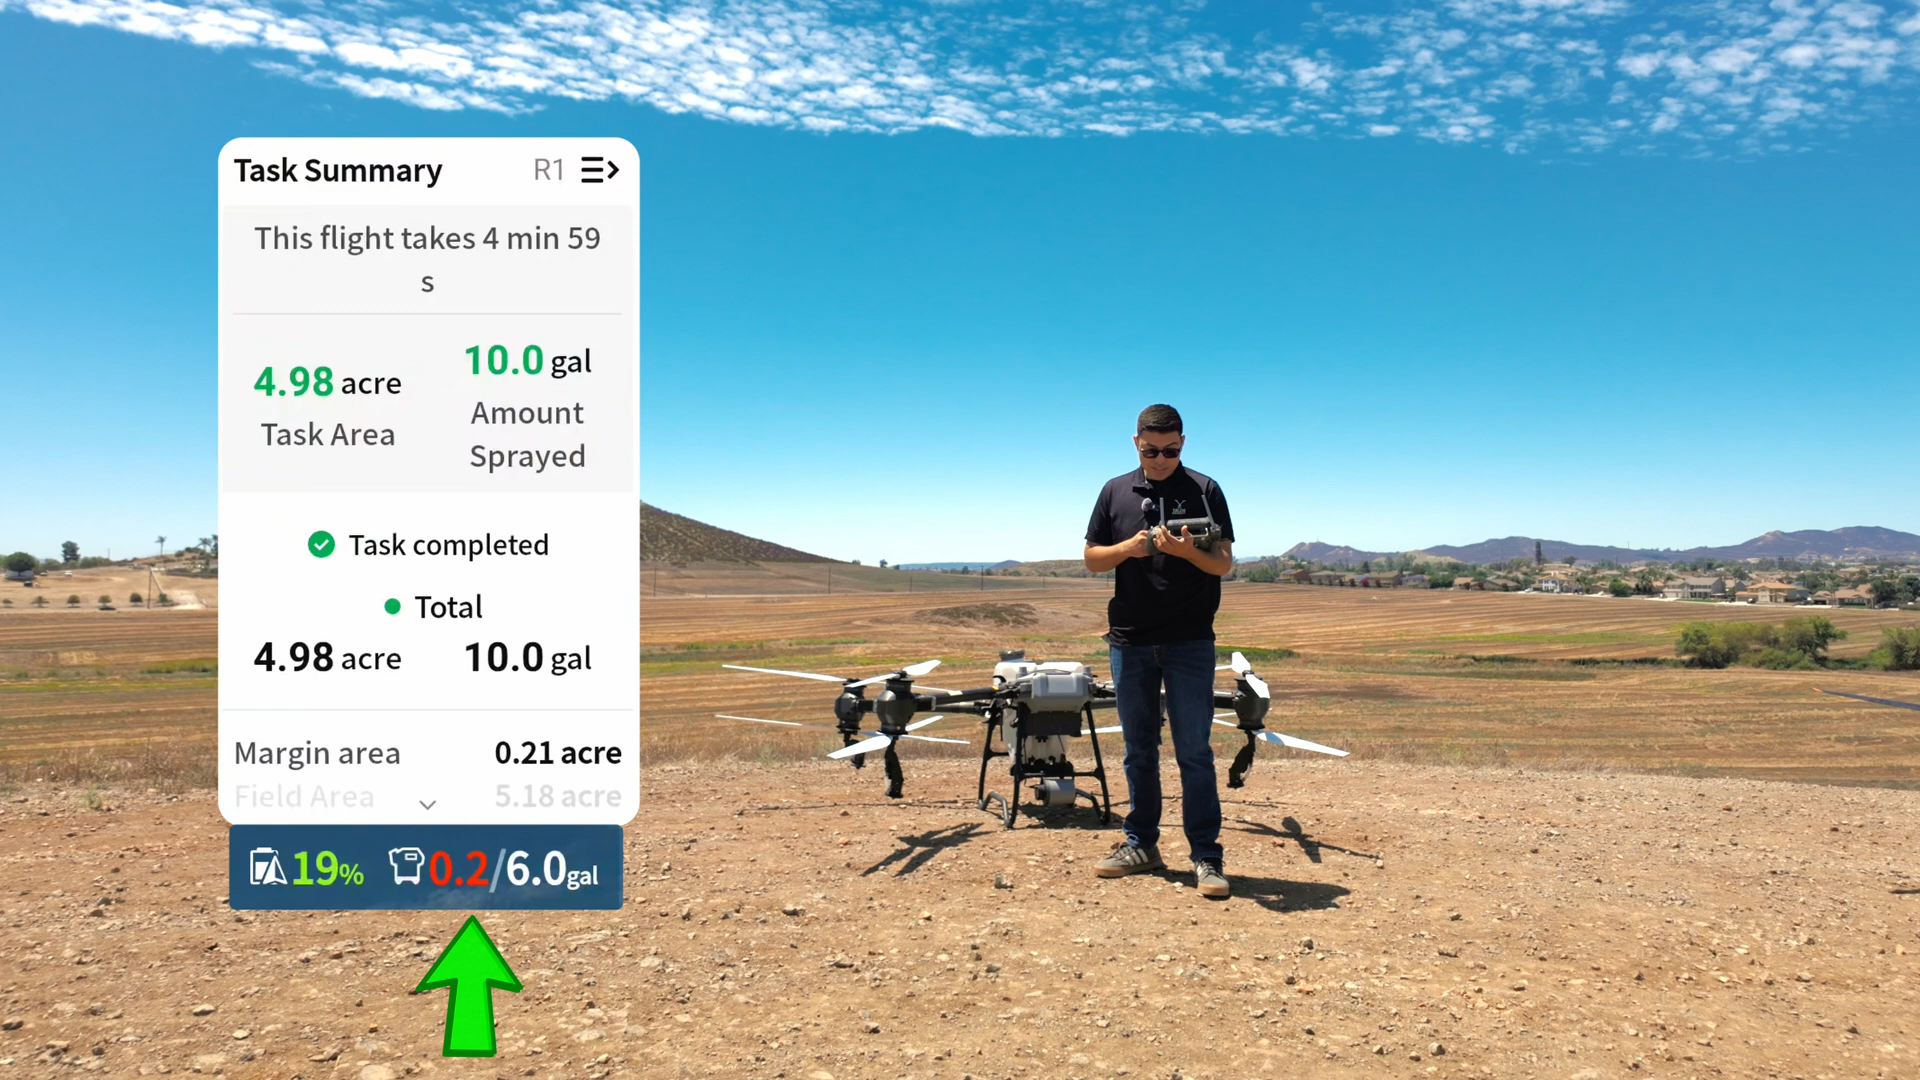 Task Summary R1
This flight takes 4 min 59
s
4.98 acre
Task Area
10.0 gal
Amount
Sprayed
Task completed
Total
4.98 acre 10.0 gal
Margin area 0.21 acre
Field Area 5.18 acre
19% 0.2/6.0gal